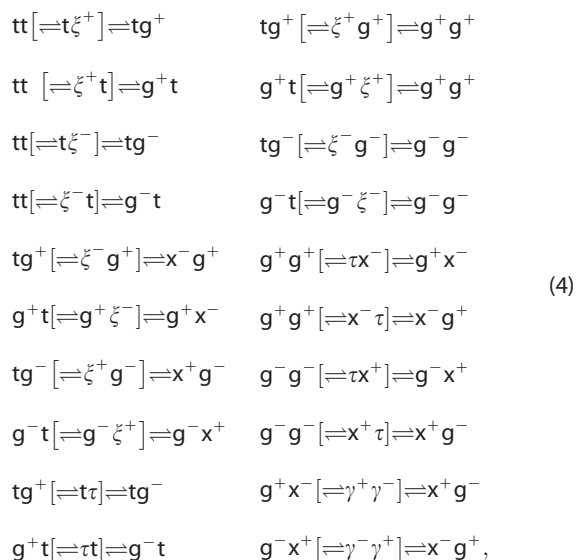 tt[⇌tξ⁺]⇌tg⁺ tg⁺[⇌ξ⁺g⁺]⇌g⁺g⁺
tt [⇌ξ⁺t]⇌g⁺t g⁺t[⇌g⁺ξ⁺]⇌g⁺g⁺
tt[⇌tξ⁻]⇌tg⁻ tg⁻[⇌ξ⁻g⁻]⇌g⁻g⁻
tt[⇌ξ⁻t]⇌g⁻t g⁻t[⇌g⁻ξ⁻]⇌g⁻g⁻
tg⁺[⇌ξ⁻g⁺]⇌x⁻g⁺ g⁺g⁺[⇌τx⁻]⇌g⁺x⁻
(4)
g⁺t[⇌g⁺ξ⁻]⇌g⁺x⁻ g⁺g⁺[⇌x⁻τ]⇌x⁻g⁺
tg⁻[⇌ξ⁺g⁻]⇌x⁺g⁻ g⁻g⁻[⇌τx⁺]⇌g⁻x⁺
g⁻t[⇌g⁻ξ⁺]⇌g⁻x⁺ g⁻g⁻[⇌x⁺τ]⇌x⁺g⁻
tg⁺[⇌tτ]⇌tg⁻ g⁺x⁻[⇌γ⁺γ⁻]⇌x⁺g⁻
g⁺t[⇌τt]⇌g⁻t g⁻x⁺[⇌γ⁻γ⁺]⇌x⁻g⁺,